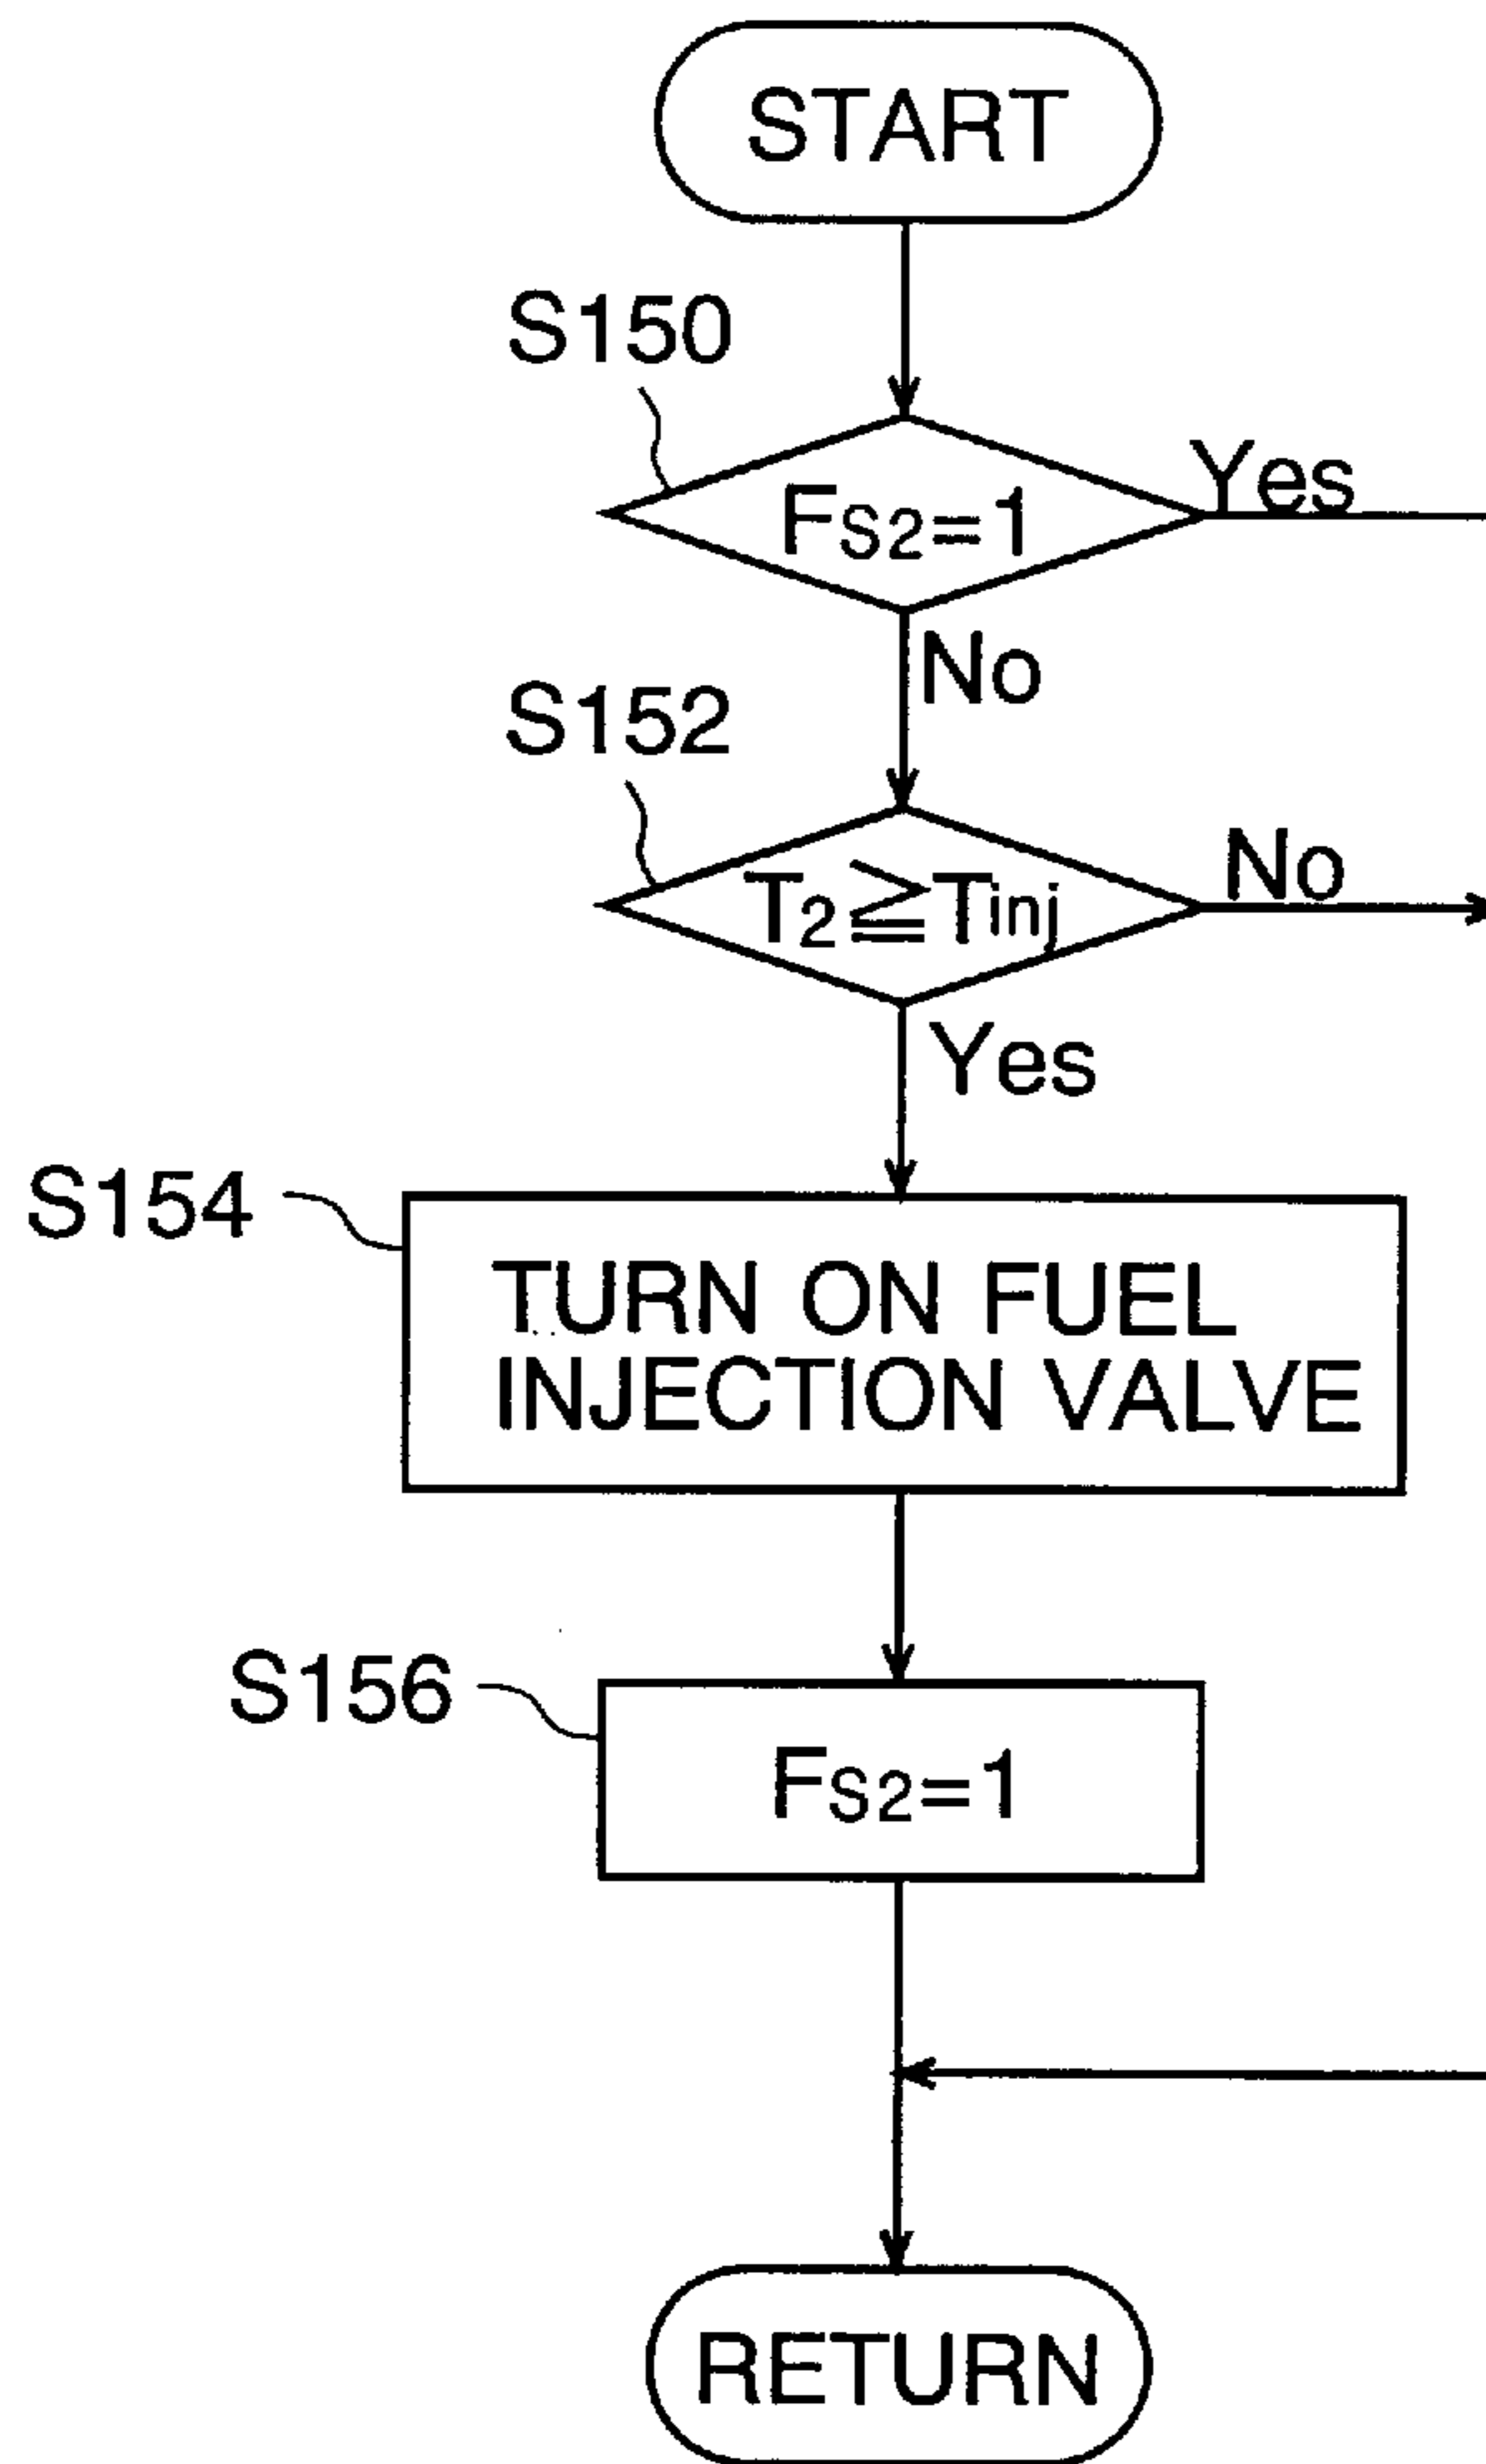 START
S150
Yes
FS2=1
No
S152
No
T2≧Tinj
Yes
S154
TURN ON FUEL
INJECTION VALVE
S156
FS2=1
RETURN